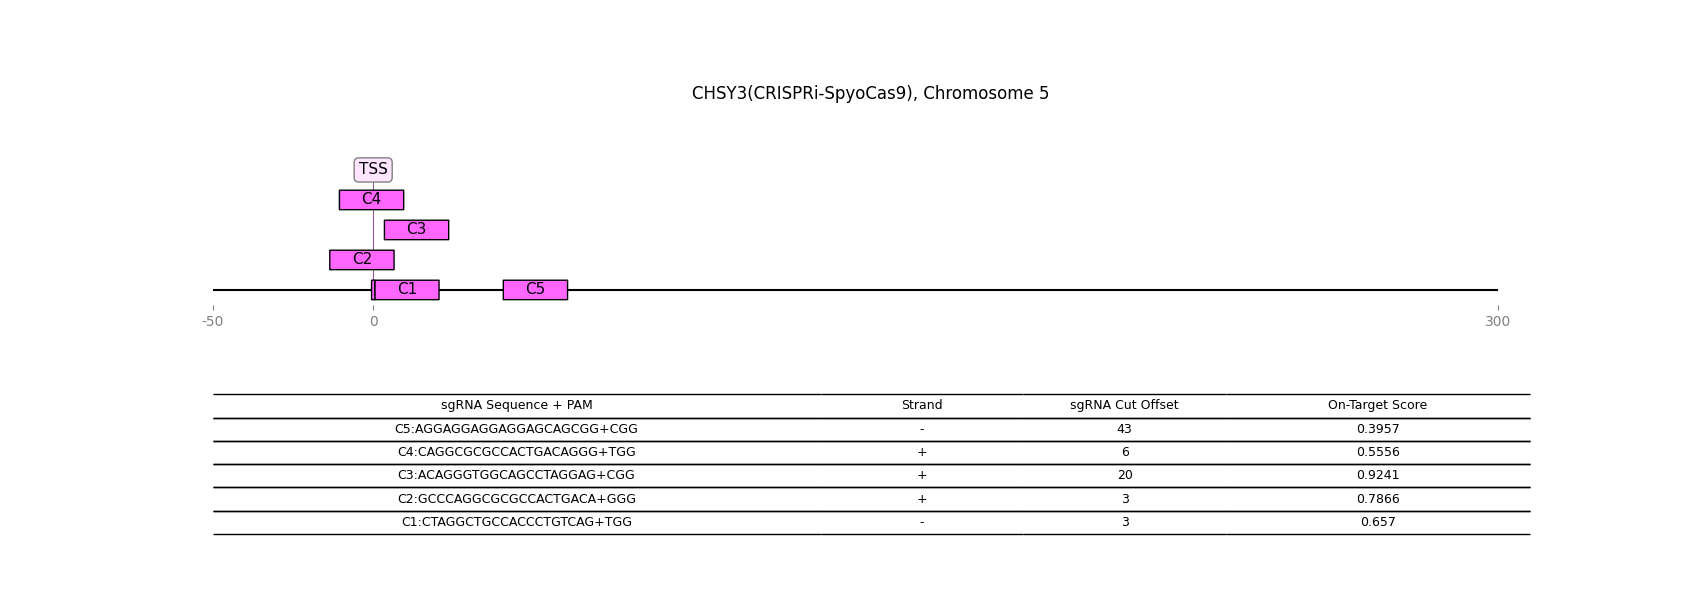 CHSY3(CRISPRi-SpyoCas9), Chromosome 5
TSS
C4
C3
C2
C1 C5
-50 0 300
sgRNA Sequence + PAM Strand sgRNA Cut Offset On-Target Score
C5:AGGAGGAGGAGGAGCAGCGG+CGG - 43 0.3957
C4:CAGGCGCGCCACTGACAGGG+TGG + 6 0.5556
C3:ACAGGGTGGCAGCCTAGGAG+CGG + 20 0.9241
C2:GCCCAGGCGCGCCACTGACA+GGG + 3 0.7866
C1:CTAGGCTGCCACCCTGTCAG+TGG - 3 0.657